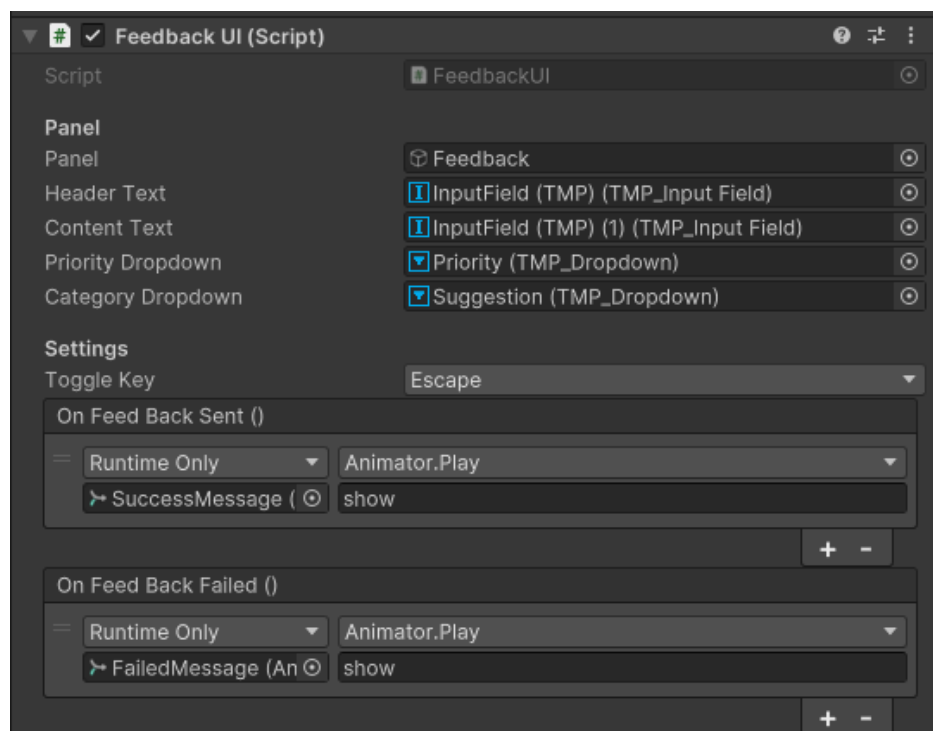 Feedback UI (Script)
Script FeedbackUI
Panel
Panel Feedback
Header Text InputField (TMP) (TMP_Input Field)
Content Text InputField (TMP) (1) (TMP_Input Field)
Priority Dropdown Priority (TMP_Dropdown)
Category Dropdown Suggestion (TMP_Dropdown)
Settings
Toggle Key Escape
On Feed Back Sent ()
Runtime Only Animator.Play
SuccessMessage ( show
On Feed Back Failed ()
Runtime Only Animator.Play
FailedMessage (An show